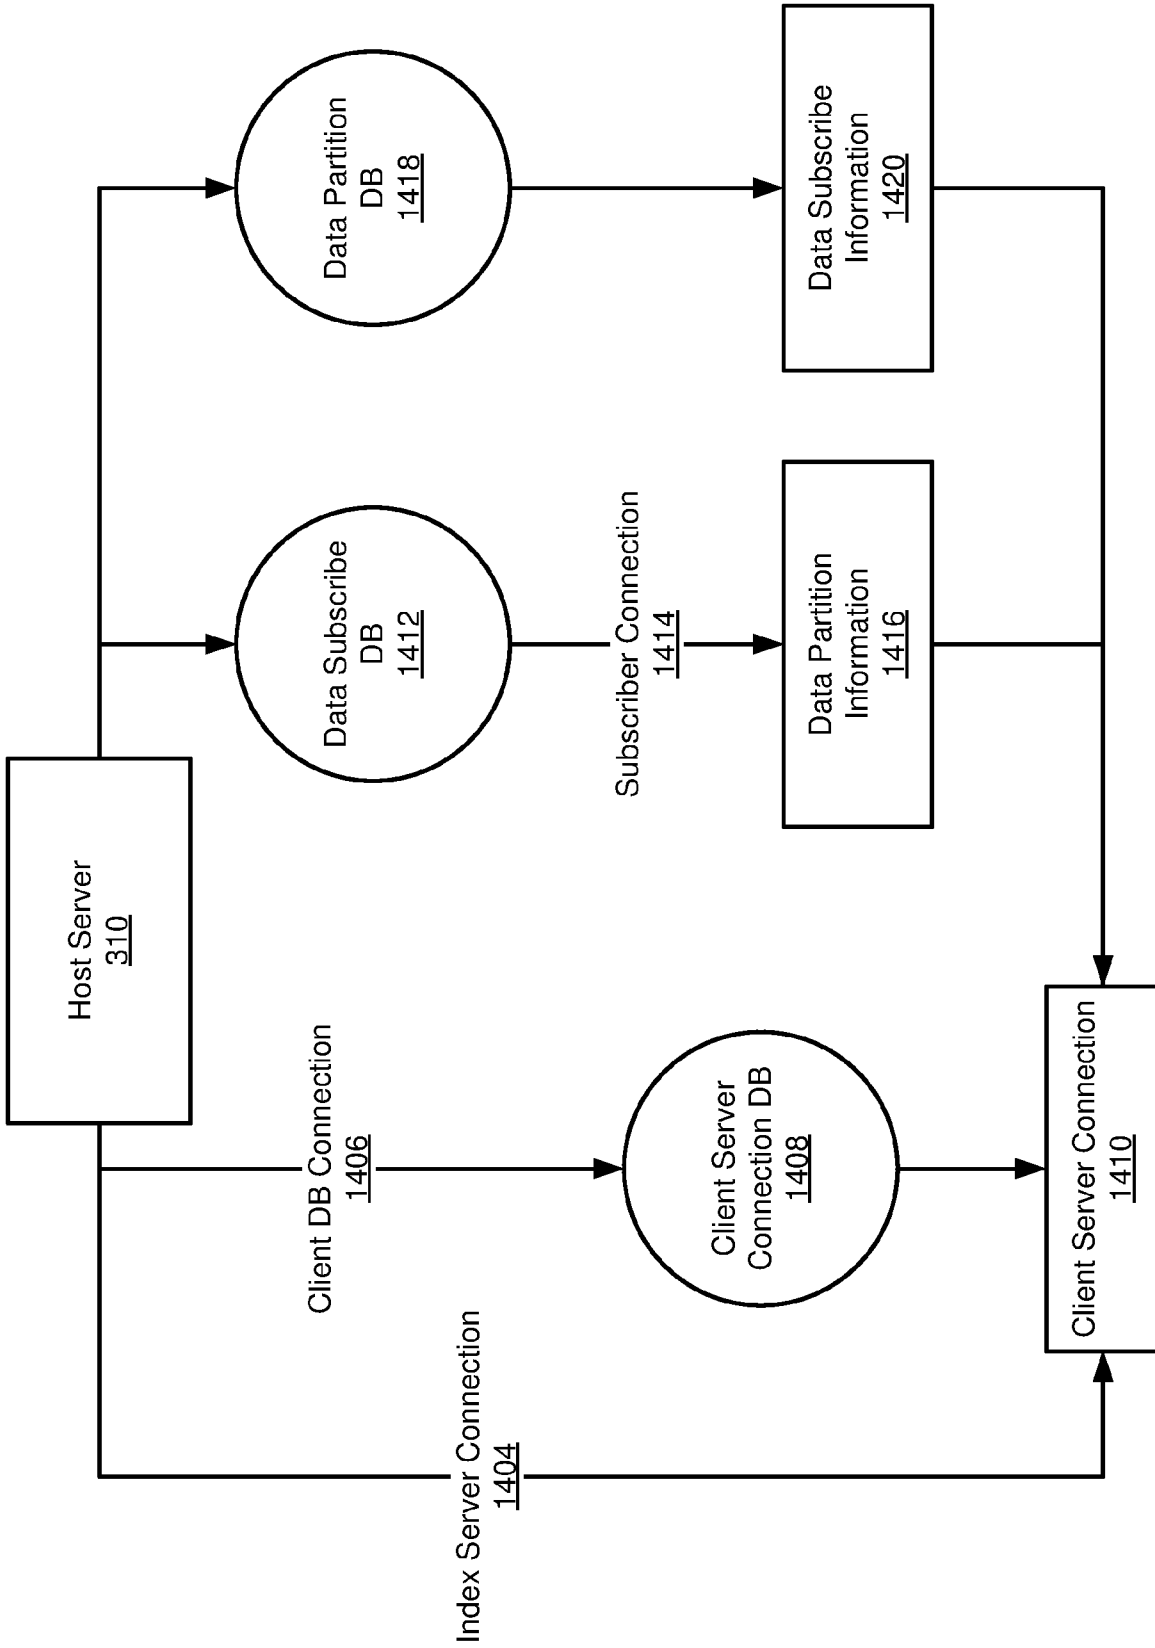 Host Server
310
Index Server Connection
1404
Client DB Connection
1406
Client Server
Connection DB
1408
Client Server Connection
1410
Data Subscribe
DB
1412
Subscriber Connection
1414
Data Partition
Information
1416
Data Partition
DB
1418
Data Subscribe
Information
1420